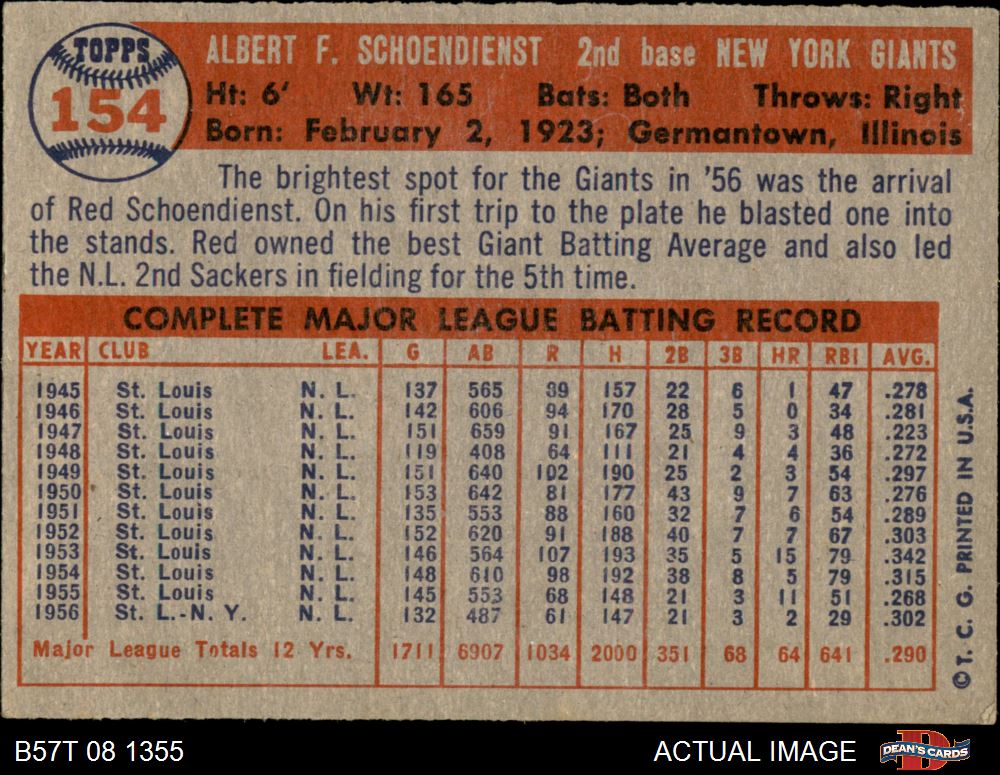 TOPPS
154
ALBERT F. SCHOENDIENST 2nd base NEW YORK GIANTS
Ht: 6' Wt: 165 Bats: Both Throws: Right
Born: February 2, 1923; Germantown, Illinois
The brightest spot for the Giants in '56 was the arrival
of Red Schoendienst. On his first trip to the plate he blasted one into
the stands. Red owned the best Giant Batting Average and also led
the N.L. 2nd Sackers in fielding for the 5th time.
COMPLETE MAJOR LEAGUE BATTING RECORD
YEAR CLUB LEA. G AB R H 2B 3B HR RBI AVG.
1945 St. Louis N. L. 137 565 89 157 22 6 1 47 .278
1946 St. Louis N. L. 142 606 94 170 28 5 0 34 .281
1947 St. Louis N. L. 151 659 91 167 25 9 3 48 .223
1948 St. Louis N. L. 119 408 64 111 21 4 4 36 .272
1949 St. Louis N. L. 151 640 102 190 25 2 3 54 .297
1950 St. Louis N. L. 153 642 81 177 43 9 7 63 .276
1951 St. Louis N. L. 135 553 88 160 32 7 6 54 .289
1952 St. Louis N. L. 152 620 91 188 40 7 7 67 .303
1953 St. Louis N. L. 146 564 107 193 35 5 15 79 .342
1954 St. Louis N. L. 148 610 98 192 38 8 5 79 .315
1955 St. Louis N. L. 145 553 68 148 21 3 11 51 .268
1956 St. L.-N. Y. N. L. 132 487 61 147 21 3 2 29 .302
Major League Totals 12 Yrs. 1711 6907 1034 2000 351 68 64 641 .290
©T. C. G. PRINTED IN U.S.A.
B57T 08 1355 ACTUAL IMAGE
DEAN'S CARDS